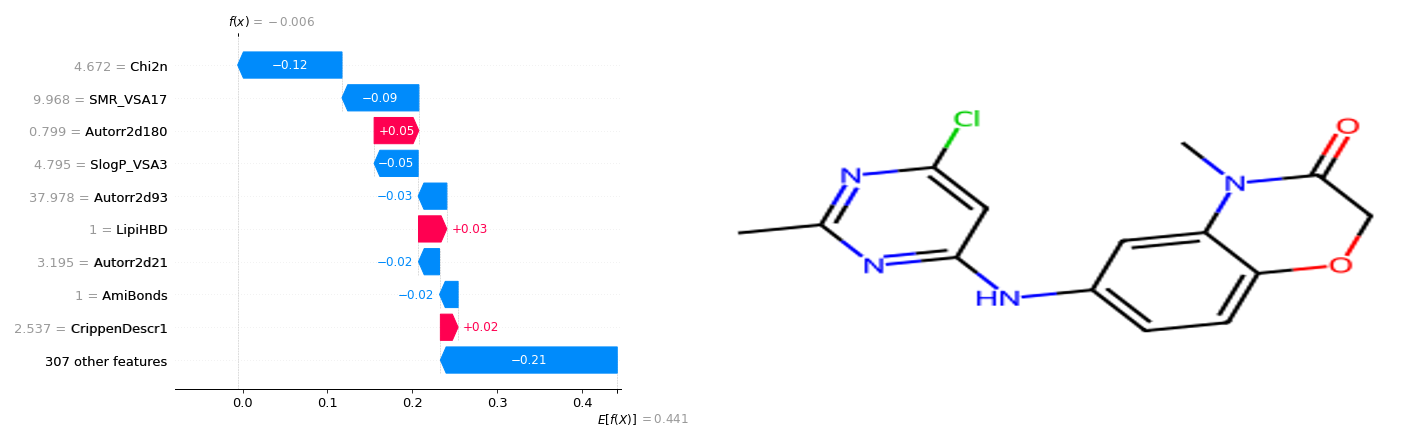 f(x) = −0.006
4.672 = Chi2n
−0.12
9.968 = SMR_VSA17
−0.09
0.799 = Autorr2d180
+0.05
4.795 = SlogP_VSA3
−0.05
37.978 = Autorr2d93
−0.03
1 = LipiHBD
+0.03
3.195 = Autorr2d21
−0.02
1 = AmiBonds
−0.02
2.537 = CrippenDescr1
+0.02
307 other features
−0.21
0.0 0.1 0.2 0.3 0.4
E[f(X)] = 0.441
Cl
N
N
HN
N
O
O